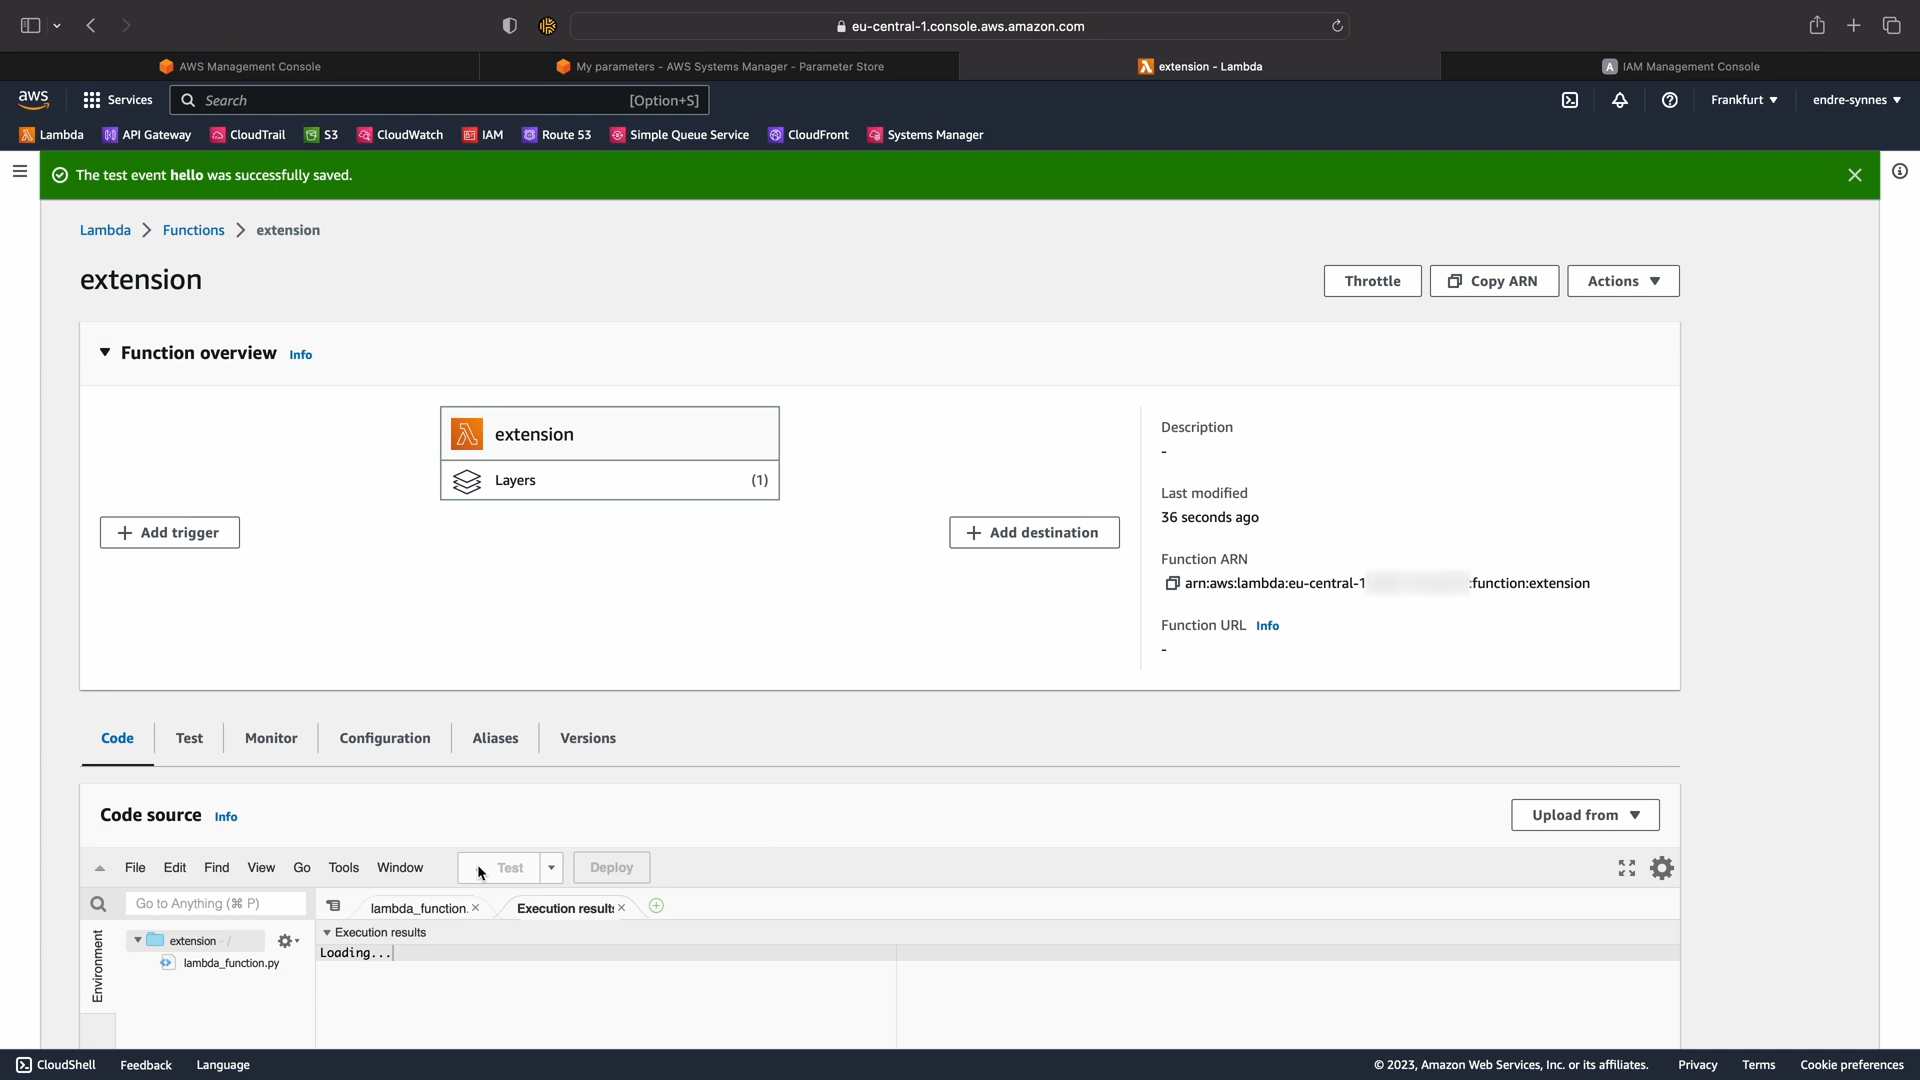 eu-central-1.console.aws.amazon.com
AWS Management Console
My parameters - AWS Systems Manager - Parameter Store
extension - Lambda
A IAM Management Console
aws Services Search [Option+S] Frankfurt ▼ endre-synnes ▼
Lambda API Gateway CloudTrail S3 CloudWatch IAM Route 53 Simple Queue Service CloudFront Systems Manager
The test event hello was successfully saved.
Lambda > Functions > extension
extension
Throttle Copy ARN Actions ▼
▼ Function overview Info
extension
Layers (1)
+ Add trigger
+ Add destination
Description
-
Last modified
36 seconds ago
Function ARN
arn:aws:lambda:eu-central-1 :function:extension
Function URL Info
-
Code Test Monitor Configuration Aliases Versions
Code source Info
Upload from ▼
File Edit Find View Go Tools Window Test Deploy
Go to Anything (⌘ P)
lambda_function. × Execution results ×
Environment
extension - /
lambda_function.py
Execution results
Loading...
CloudShell Feedback Language
© 2023, Amazon Web Services, Inc. or its affiliates. Privacy Terms Cookie preferences